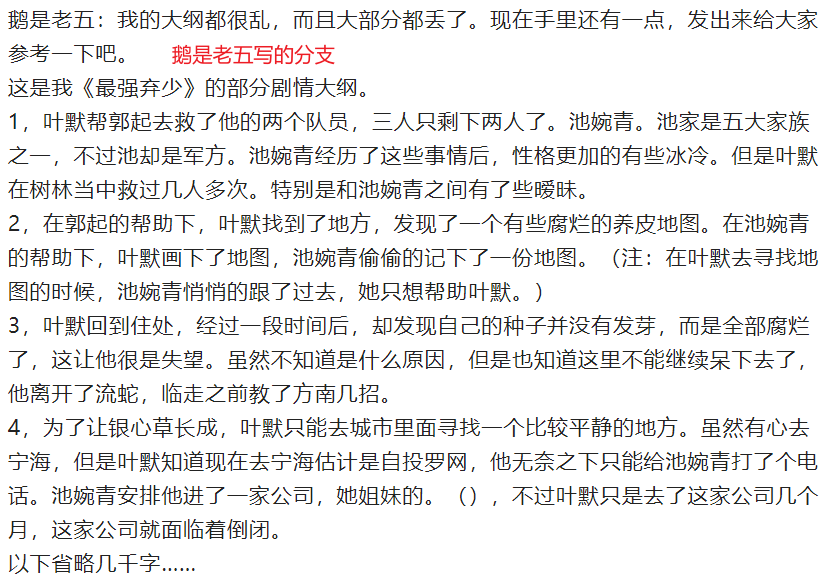 鹅是老五：我的大纲都很乱，而且大部分都丢了。现在手里还有一点，发出来给大家
参考一下吧。 鹅是老五写的分支
这是我《最强弃少》的部分剧情大纲。
1，叶默帮郭起去救了他的两个队员，三人只剩下两人了。池婉青。池家是五大家族
之一，不过池却是军方。池婉青经历了这些事情后，性格更加的有些冰冷。但是叶默
在树林当中救过几人多次。特别是和池婉青之间有了些暧昧。
2，在郭起的帮助下，叶默找到了地方，发现了一个有些腐烂的养皮地图。在池婉青
的帮助下，叶默画下了地图，池婉青偷偷的记下了一份地图。（注：在叶默去寻找地
图的时候，池婉青悄悄的跟了过去，她只想帮助叶默。）
3，叶默回到住处，经过一段时间后，却发现自己的种子并没有发芽，而是全部腐烂
了，这让他很是失望。虽然不知道是什么原因，但是也知道这里不能继续呆下去了，
他离开了流蛇，临走之前教了方南几招。
4，为了让银心草长成，叶默只能去城市里面寻找一个比较平静的地方。虽然有心去
宁海，但是叶默知道现在去宁海估计是自投罗网，他无奈之下只能给池婉青打了个电
话。池婉青安排他进了一家公司，她姐妹的。（），不过叶默只是去了这家公司几个
月，这家公司就面临着倒闭。
以下省略几千字......